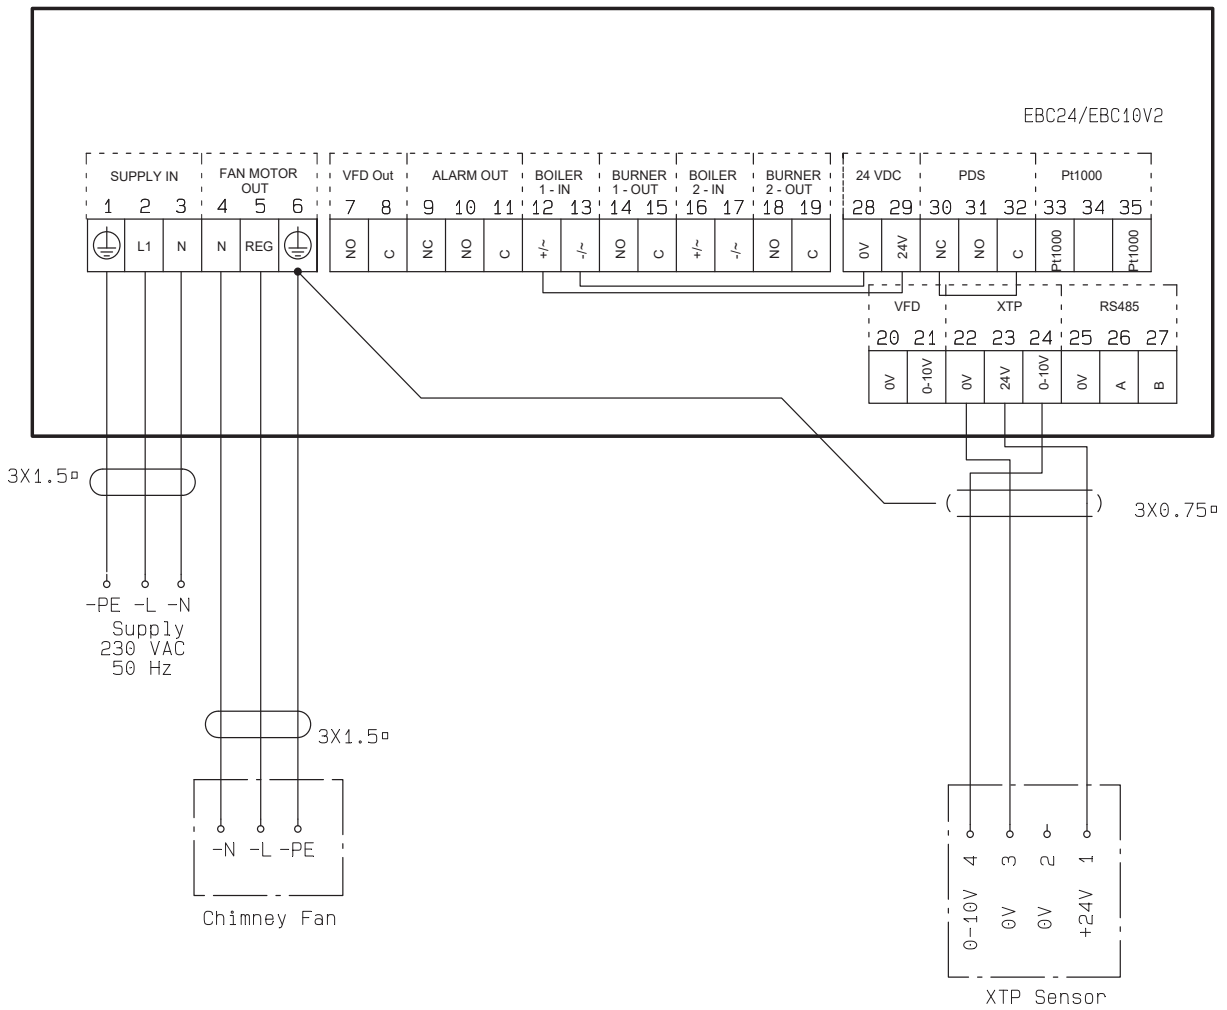 EBC24/EBC10V2
SUPPLY IN
FAN MOTOR
OUT
VFD Out
ALARM OUT
BOILER
1 - IN
BURNER
1 - OUT
BOILER
2 - IN
BURNER
2 - OUT
24 VDC
PDS
Pt1000
1 2 3 4 5 6 7 8 9 10 11 12 13 14 15 16 17 18 19 28 29 30 31 32 33 34 35
L1 N N REG NO C NC NO C +/~ -/~ NO C +/~ -/~ NO C 0V 24V NC NO C Pt1000 Pt1000
VFD
XTP
RS485
20 21 22 23 24 25 26 27
0V 0-10V 0V 24V 0-10V 0V A B
3X1.5¤
3X0.75¤
-PE -L -N
Supply
230 VAC
50 Hz
3X1.5¤
-N -L -PE
Chimney Fan
4 3 2 1
0-10V 0V 0V +24V
XTP Sensor